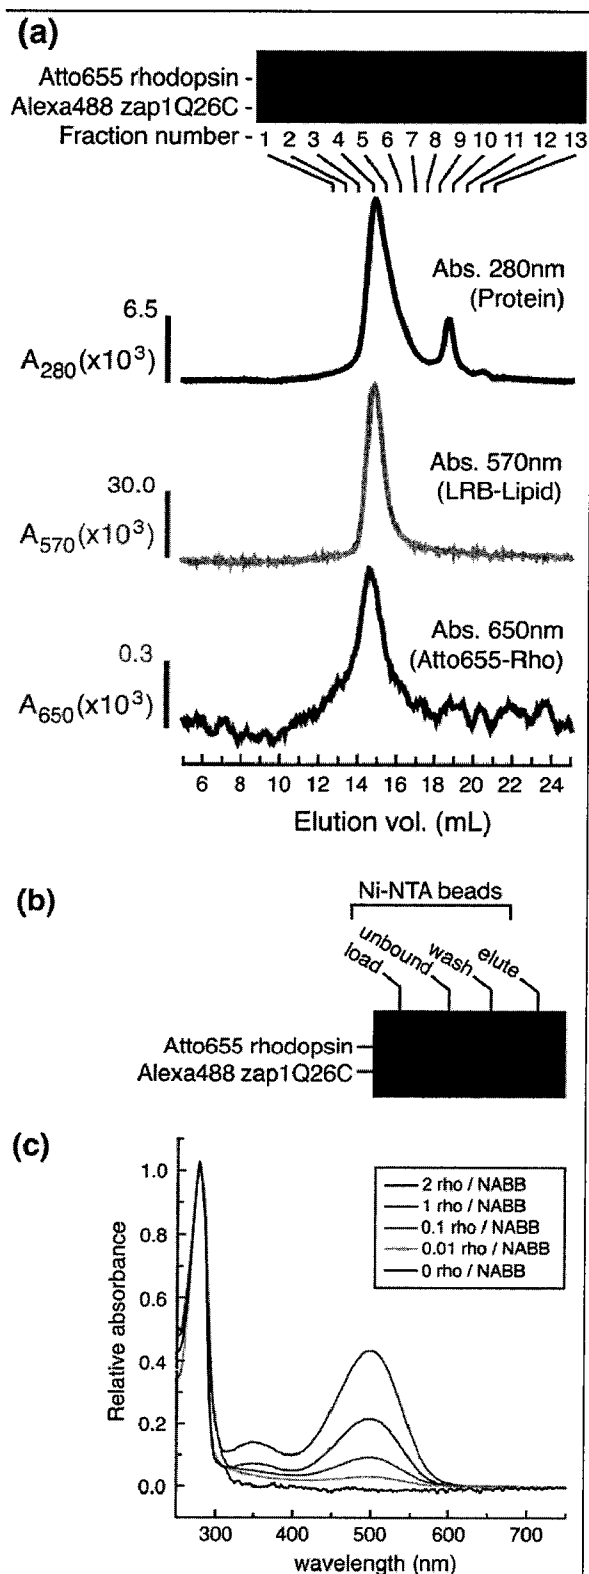 (a)
Atto655 rhodopsin -
Alexa488 zap1Q26C -
Fraction number - 1 2 3 4 5 6 7 8 9 10 11 12 13
Abs. 280nm
(Protein)
6.5
A280(x10³)
Abs. 570nm
(LRB-Lipid)
30.0
A570(x10³)
Abs. 650nm
(Atto655-Rho)
0.3
A650(x10³)
6 8 10 12 14 16 18 20 22 24
Elution vol. (mL)
(b)
Ni-NTA beads
load unbound wash elute
Atto655 rhodopsin
Alexa488 zap1Q26C
(c)
1.0
0.8
0.6
0.4
0.2
0.0
Relative absorbance
2 rho / NABB
1 rho / NABB
0.1 rho / NABB
0.01 rho / NABB
0 rho / NABB
300 400 500 600 700
wavelength (nm)